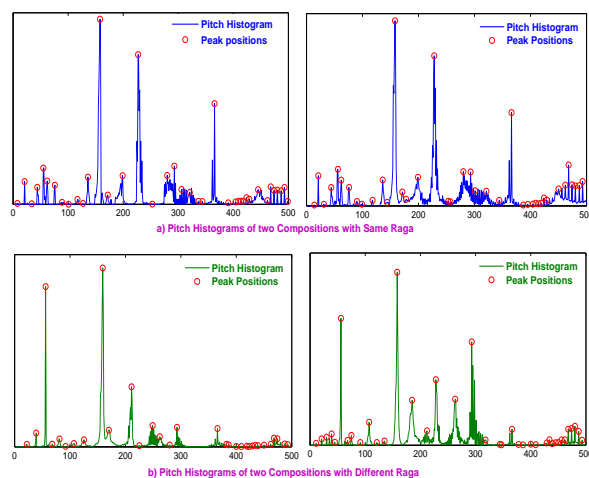 Pitch Histogram
Peak positions
0 100 200 300 400 500
Pitch Histogram
Peak Positions
0 100 200 300 400 500
a) Pitch Histograms of two Compositions with Same Raga
Pitch Histogram
Peak Positions
0 100 200 300 400 500
Pitch Histogram
Peak Positions
0 100 200 300 400 500
b) Pitch Histograms of two Compositions with Different Raga